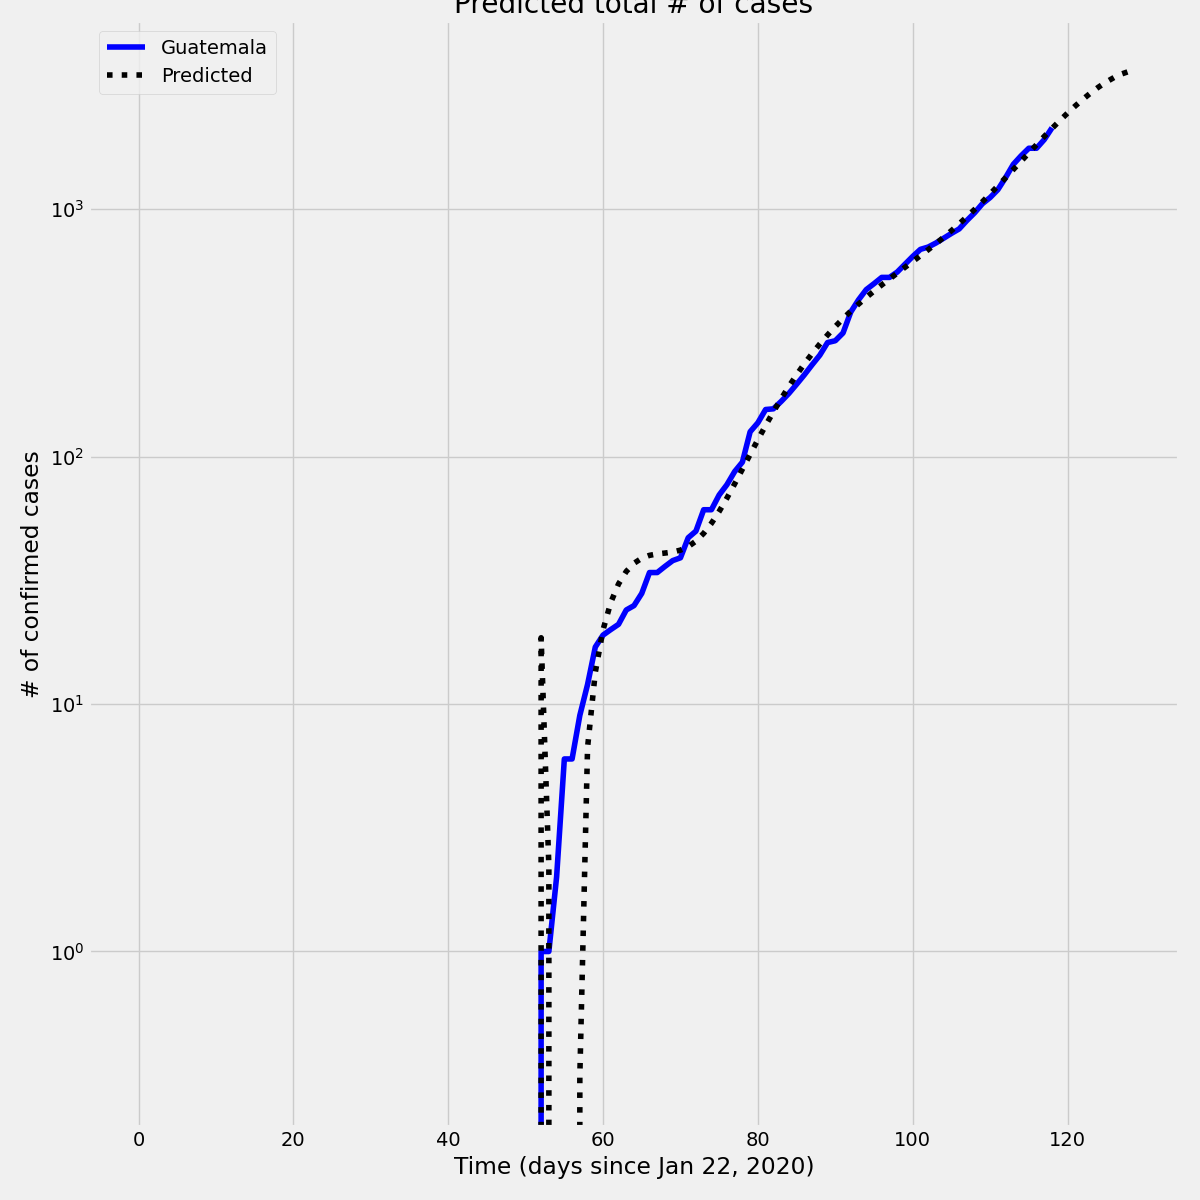 Predicted total # of cases
Guatemala
Predicted
10³
10²
10¹
10⁰
# of confirmed cases
0 20 40 60 80 100 120
Time (days since Jan 22, 2020)